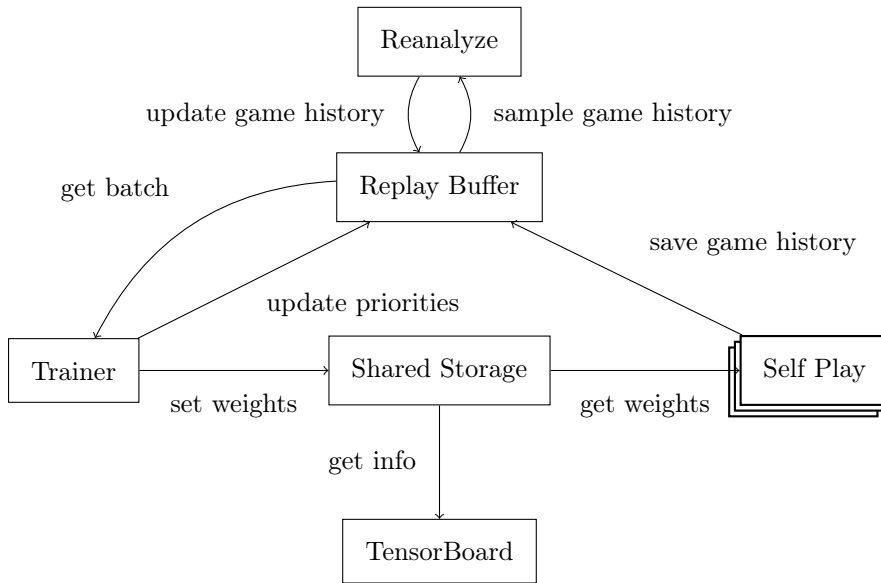 Reanalyze
update game history
sample game history
Replay Buffer
get batch
save game history
update priorities
Trainer
Shared Storage
Self Play
set weights
get weights
get info
TensorBoard